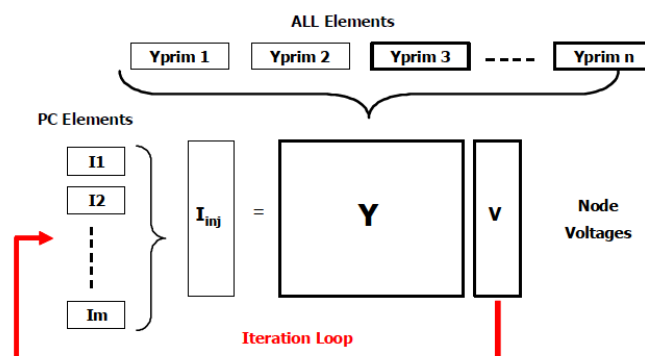 ALL Elements
Yprim 1 Yprim 2 Yprim 3 Yprim n
PC Elements
I1
I2
Im
Iinj = Y V
Node
Voltages
Iteration Loop